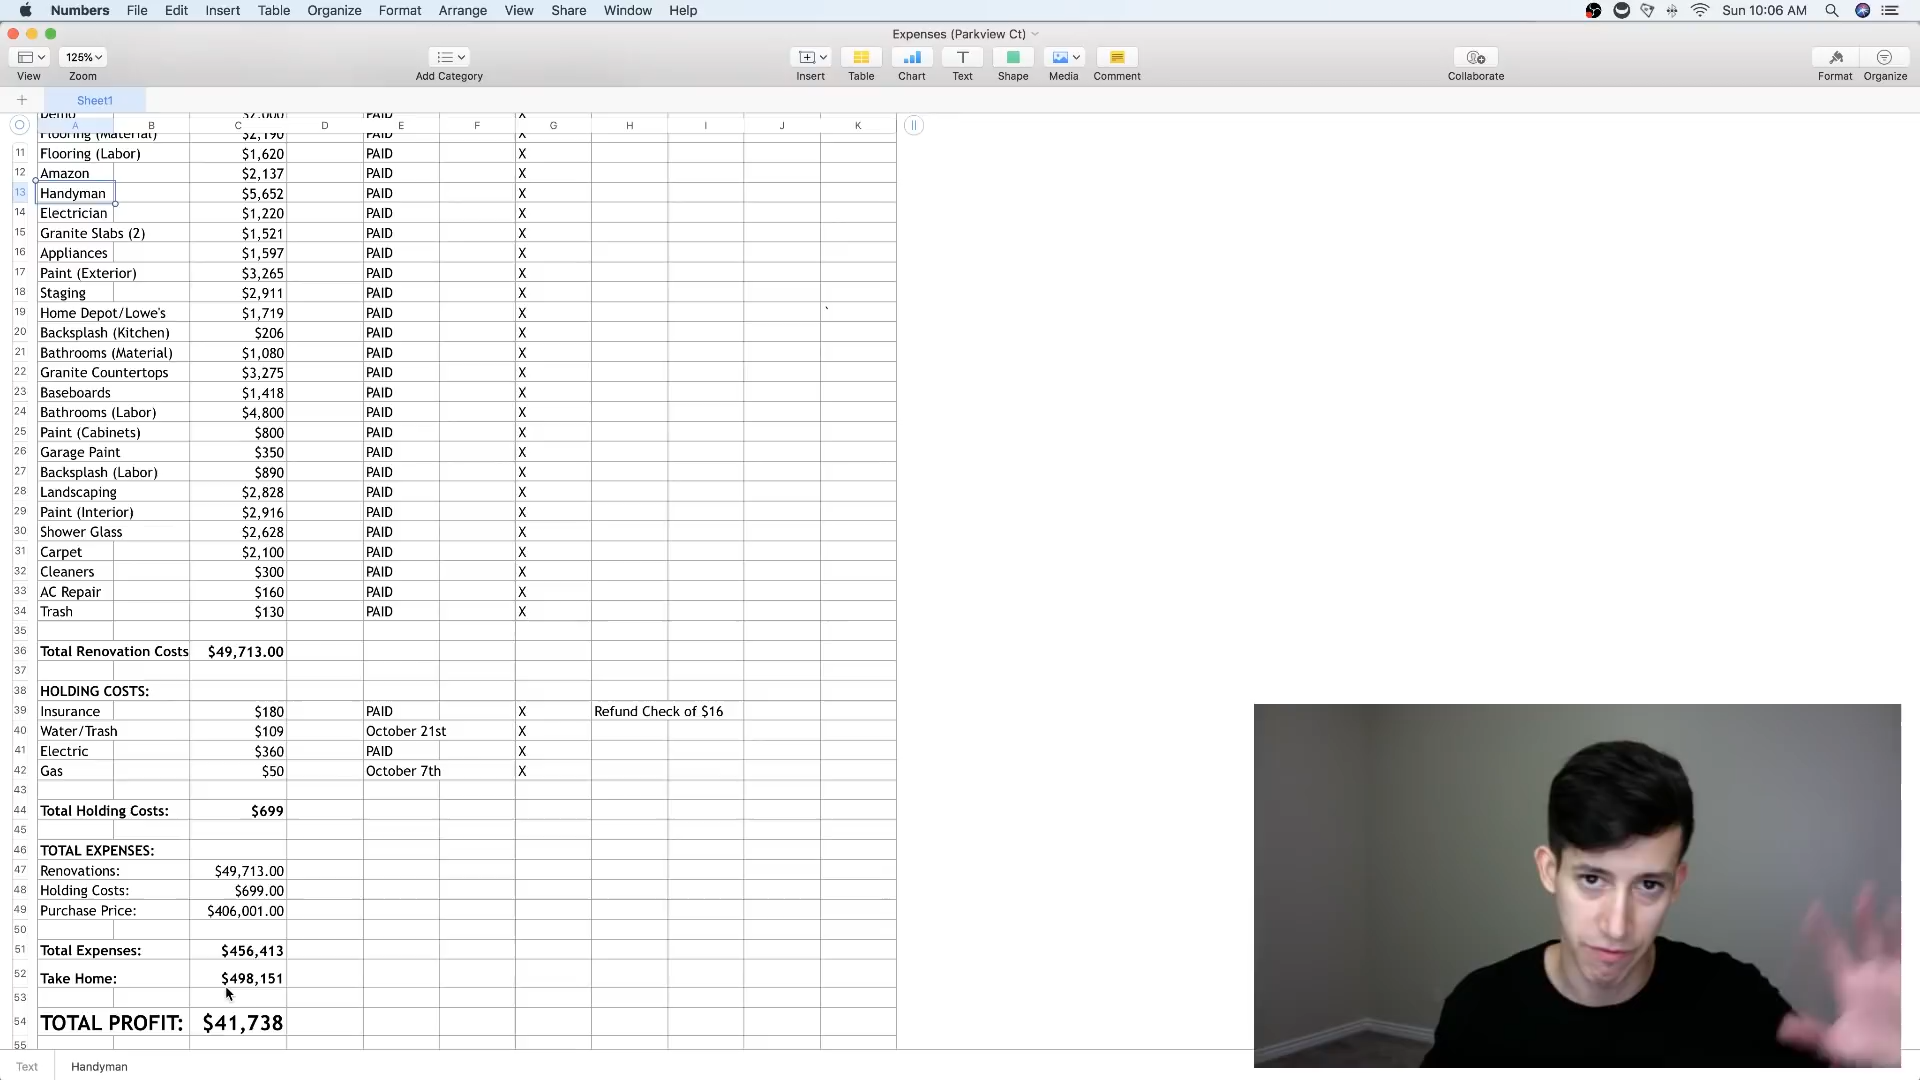 Numbers File Edit Insert Table Organize Format Arrange View Share Window Help Sun 10:06 AM
Expenses (Parkview Ct)
125%
View Zoom Add Category Insert Table Chart Text Shape Media Comment Collaborate Format Organize
Sheet1
A B C D E F G H I J K
Demo $2,000 PAID X
Flooring (Material) $2,190 PAID X
11 Flooring (Labor) $1,620 PAID X
12 Amazon $2,137 PAID X
13 Handyman $5,652 PAID X
14 Electrician $1,220 PAID X
15 Granite Slabs (2) $1,521 PAID X
16 Appliances $1,597 PAID X
17 Paint (Exterior) $3,265 PAID X
18 Staging $2,911 PAID X
19 Home Depot/Lowe's $1,719 PAID X `
20 Backsplash (Kitchen) $206 PAID X
21 Bathrooms (Material) $1,080 PAID X
22 Granite Countertops $3,275 PAID X
23 Baseboards $1,418 PAID X
24 Bathrooms (Labor) $4,800 PAID X
25 Paint (Cabinets) $800 PAID X
26 Garage Paint $350 PAID X
27 Backsplash (Labor) $890 PAID X
28 Landscaping $2,828 PAID X
29 Paint (Interior) $2,916 PAID X
30 Shower Glass $2,628 PAID X
31 Carpet $2,100 PAID X
32 Cleaners $300 PAID X
33 AC Repair $160 PAID X
34 Trash $130 PAID X
35
36 Total Renovation Costs $49,713.00
37
38 HOLDING COSTS:
39 Insurance $180 PAID X Refund Check of $16
40 Water/Trash $109 October 21st X
41 Electric $360 PAID X
42 Gas $50 October 7th X
43
44 Total Holding Costs: $699
45
46 TOTAL EXPENSES:
47 Renovations: $49,713.00
48 Holding Costs: $699.00
49 Purchase Price: $406,001.00
50
51 Total Expenses: $456,413
52 Take Home: $498,151
53
54 TOTAL PROFIT: $41,738
55
Text Handyman